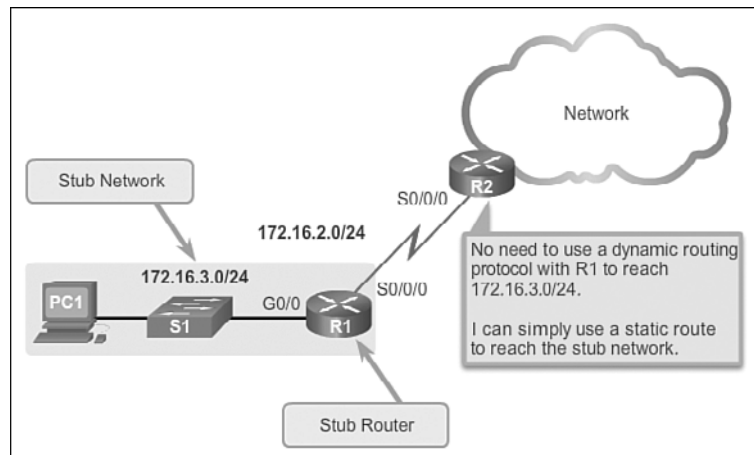 Network
Stub Network
R2
S0/0/0
172.16.2.0/24
No need to use a dynamic routing
protocol with R1 to reach
172.16.3.0/24.
I can simply use a static route
to reach the stub network.
172.16.3.0/24
PC1
S1
G0/0
R1
S0/0/0
Stub Router